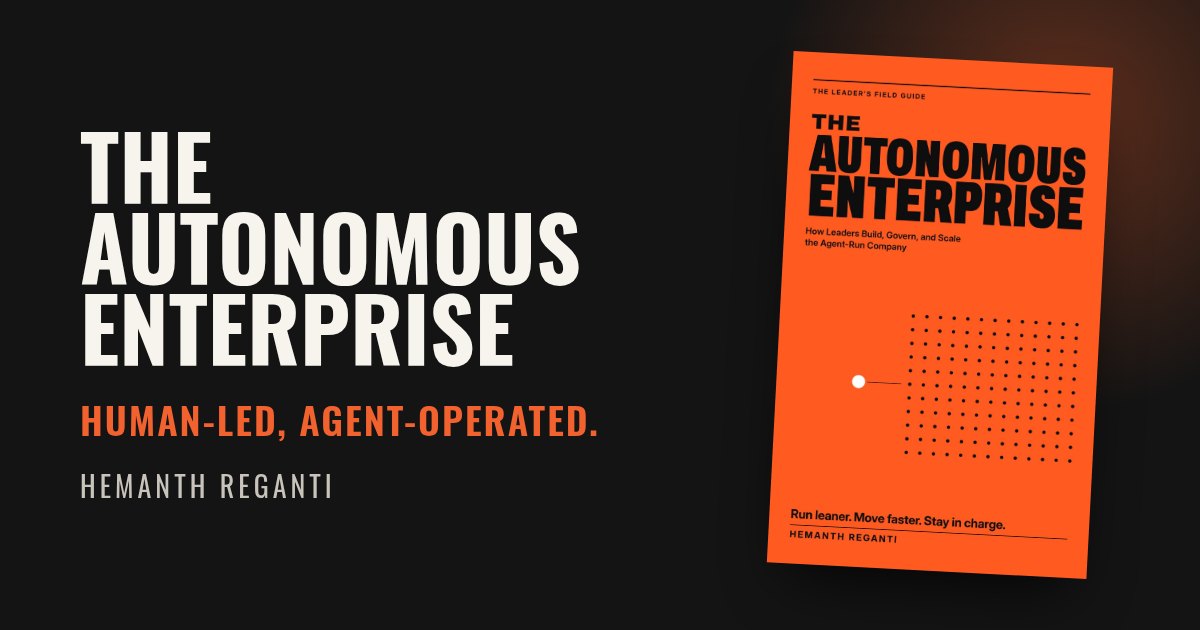 THE
AUTONOMOUS
ENTERPRISE
HUMAN-LED, AGENT-OPERATED.
HEMANTH REGANTI
THE LEADER'S FIELD GUIDE
THE
AUTONOMOUS
ENTERPRISE
How Leaders Build, Govern, and Scale
the Agent-Run Company
Run leaner. Move faster. Stay in charge.
HEMANTH REGANTI